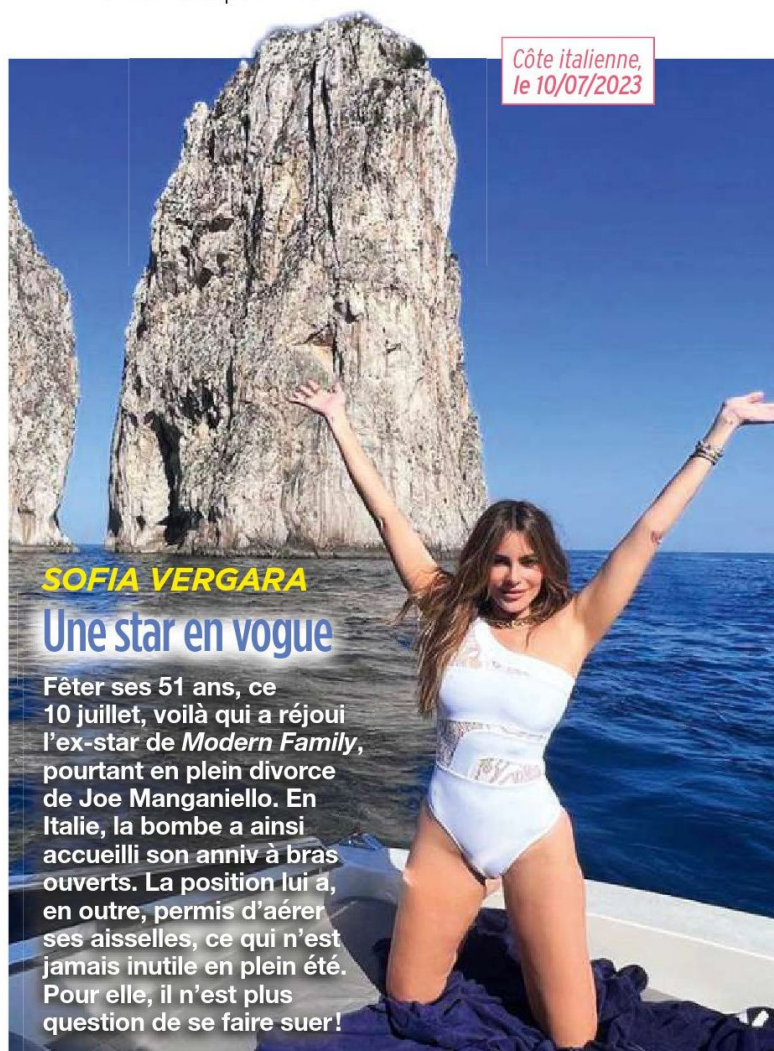 Côte italienne,
le 10/07/2023
SOFIA VERGARA
Une star en vogue
Fêter ses 51 ans, ce
10 juillet, voilà qui a réjoui
l'ex-star de Modern Family,
pourtant en plein divorce
de Joe Manganiello. En
Italie, la bombe a ainsi
accueilli son anniv à bras
ouverts. La position lui a,
en outre, permis d'aérer
ses aisselles, ce qui n'est
jamais inutile en plein été.
Pour elle, il n'est plus
question de se faire suer!